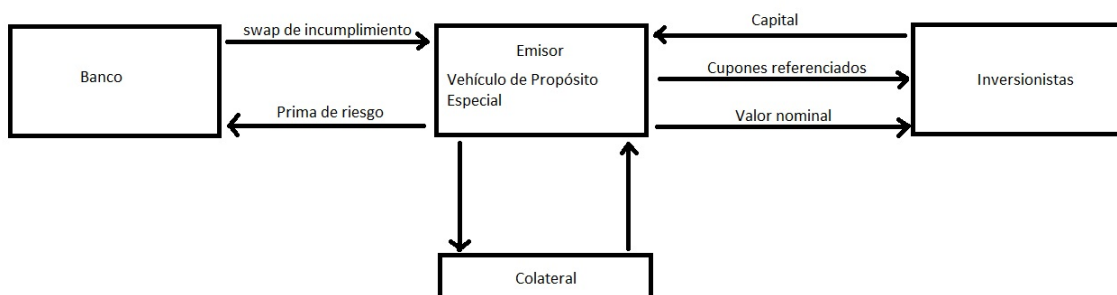 Banco
swap de incumplimiento
Prima de riesgo
Emisor
Vehículo de Propósito
Especial
Capital
Cupones referenciados
Valor nominal
Inversionistas
Colateral